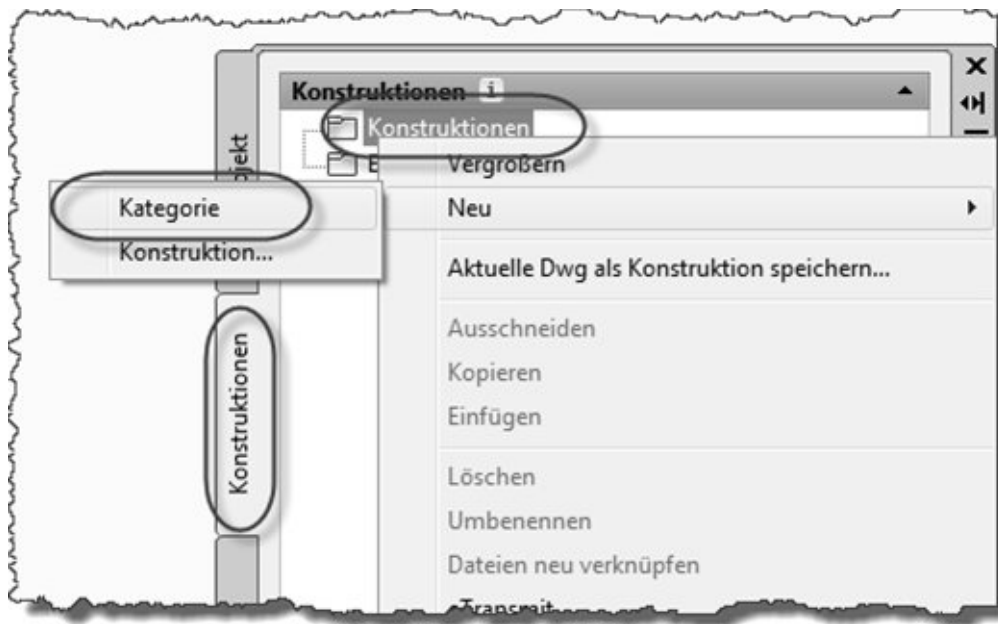 Konstruktionen i
Konstruktionen
Vergrößern
Kategorie
Neu
Konstruktion...
Aktuelle Dwg als Konstruktion speichern...
Ausschneiden
Kopieren
Einfügen
Konstruktionen
Löschen
Umbenennen
Dateien neu verknüpfen
eTransmit